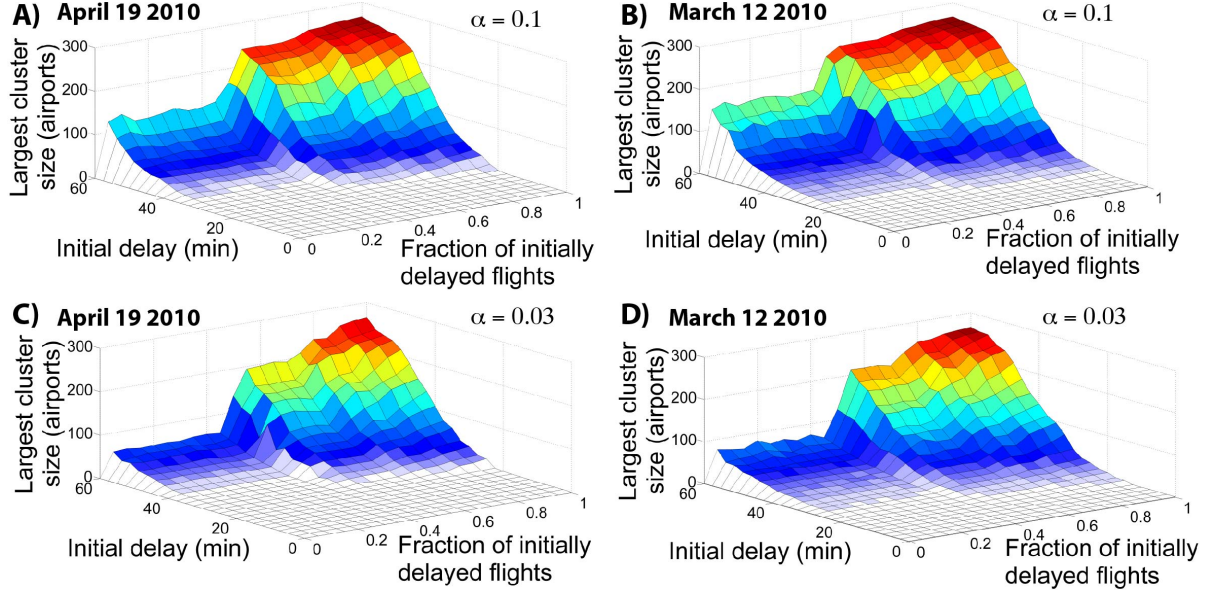 A) April 19 2010
α = 0.1
Largest cluster
size (airports)
300
200
100
0
60
40
20
0
Initial delay (min)
0
0.2
0.4
0.6
0.8
1
Fraction of initially
delayed flights
B) March 12 2010
α = 0.1
Largest cluster
size (airports)
300
200
100
0
60
40
20
0
Initial delay (min)
0
0.2
0.4
0.6
0.8
1
Fraction of initially
delayed flights
C) April 19 2010
α = 0.03
Largest cluster
size (airports)
300
200
100
0
60
40
20
0
Initial delay (min)
0
0.2
0.4
0.6
0.8
1
Fraction of initially
delayed flights
D) March 12 2010
α = 0.03
Largest cluster
size (airports)
300
200
100
0
60
40
20
0
Initial delay (min)
0
0.2
0.4
0.6
0.8
1
Fraction of initially
delayed flights